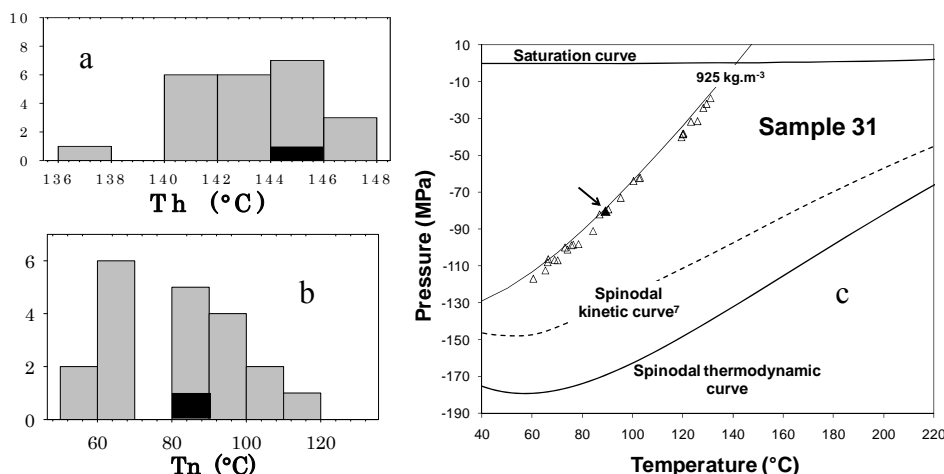 10
8
6
4
2
0
a
136 138 140 142 144 146 148
Th (°C)
6
4
2
0
b
60 80 100 120
Tn (°C)
10
-10
-30
-50
-70
-90
-110
-130
-150
-170
-190
Pressure (MPa)
Saturation curve
925 kg.m-³
Sample 31
Spinodal
kinetic curve⁷
c
Spinodal thermodynamic
curve
40 60 80 100 120 140 160 180 200 220
Temperature (°C)